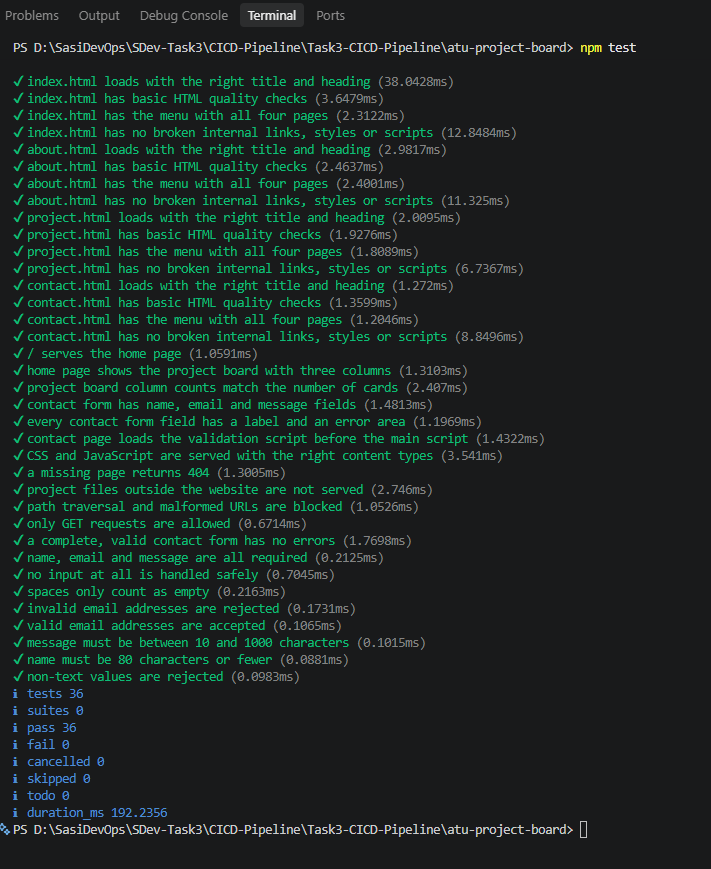 Problems Output Debug Console Terminal Ports
PS D:\SasiDevOps\SDev-Task3\CICD-Pipeline\Task3-CICD-Pipeline\atu-project-board> npm test
✓ index.html loads with the right title and heading (38.0428ms)
✓ index.html has basic HTML quality checks (3.6479ms)
✓ index.html has the menu with all four pages (2.3122ms)
✓ index.html has no broken internal links, styles or scripts (12.8484ms)
✓ about.html loads with the right title and heading (2.9817ms)
✓ about.html has basic HTML quality checks (2.4637ms)
✓ about.html has the menu with all four pages (2.4001ms)
✓ about.html has no broken internal links, styles or scripts (11.325ms)
✓ project.html loads with the right title and heading (2.0095ms)
✓ project.html has basic HTML quality checks (1.9276ms)
✓ project.html has the menu with all four pages (1.8089ms)
✓ project.html has no broken internal links, styles or scripts (6.7367ms)
✓ contact.html loads with the right title and heading (1.272ms)
✓ contact.html has basic HTML quality checks (1.3599ms)
✓ contact.html has the menu with all four pages (1.2046ms)
✓ contact.html has no broken internal links, styles or scripts (8.8496ms)
✓ / serves the home page (1.0591ms)
✓ home page shows the project board with three columns (1.3103ms)
✓ project board column counts match the number of cards (2.407ms)
✓ contact form has name, email and message fields (1.4813ms)
✓ every contact form field has a label and an error area (1.1969ms)
✓ contact page loads the validation script before the main script (1.4322ms)
✓ CSS and JavaScript are served with the right content types (3.541ms)
✓ a missing page returns 404 (1.3005ms)
✓ project files outside the website are not served (2.746ms)
✓ path traversal and malformed URLs are blocked (1.0526ms)
✓ only GET requests are allowed (0.6714ms)
✓ a complete, valid contact form has no errors (1.7698ms)
✓ name, email and message are all required (0.2125ms)
✓ no input at all is handled safely (0.7045ms)
✓ spaces only count as empty (0.2163ms)
✓ invalid email addresses are rejected (0.1731ms)
✓ valid email addresses are accepted (0.1065ms)
✓ message must be between 10 and 1000 characters (0.1015ms)
✓ name must be 80 characters or fewer (0.0881ms)
✓ non-text values are rejected (0.0983ms)
ℹ tests 36
ℹ suites 0
ℹ pass 36
ℹ fail 0
ℹ cancelled 0
ℹ skipped 0
ℹ todo 0
ℹ duration_ms 192.2356
PS D:\SasiDevOps\SDev-Task3\CICD-Pipeline\Task3-CICD-Pipeline\atu-project-board>